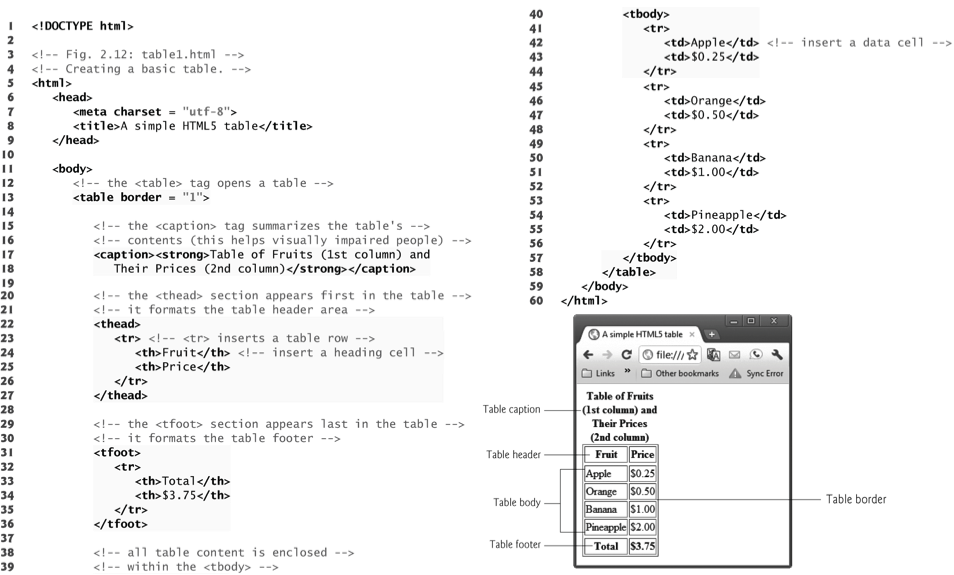 1 <!DOCTYPE html>
2
3 <!-- Fig. 2.12: table1.html -->
4 <!-- Creating a basic table. -->
5 <html>
6 <head>
7 <meta charset = "utf-8">
8 <title>A simple HTML5 table</title>
9 </head>
10
11 <body>
12 <!-- the <table> tag opens a table -->
13 <table border = "1">
14
15 <!-- the <caption> tag summarizes the table's -->
16 <!-- contents (this helps visually impaired people) -->
17 <caption><strong>Table of Fruits (1st column) and
18 Their Prices (2nd column)</strong></caption>
19
20 <!-- the <thead> section appears first in the table -->
21 <!-- it formats the table header area -->
22 <thead>
23 <tr> <!-- <tr> inserts a table row -->
24 <th>Fruit</th> <!-- insert a heading cell -->
25 <th>Price</th>
26 </tr>
27 </thead>
28
29 <!-- the <tfoot> section appears last in the table -->
30 <!-- it formats the table footer -->
31 <tfoot>
32 <tr>
33 <th>Total</th>
34 <th>$3.75</th>
35 </tr>
36 </tfoot>
37
38 <!-- all table content is enclosed -->
39 <!-- within the <tbody> -->
40 <tbody>
41 <tr>
42 <td>Apple</td> <!-- insert a data cell -->
43 <td>$0.25</td>
44 </tr>
45 <tr>
46 <td>Orange</td>
47 <td>$0.50</td>
48 </tr>
49 <tr>
50 <td>Banana</td>
51 <td>$1.00</td>
52 </tr>
53 <tr>
54 <td>Pineapple</td>
55 <td>$2.00</td>
56 </tr>
57 </tbody>
58 </table>
59 </body>
60 </html>
A simple HTML5 table ×
file:///
Links » Other bookmarks Sync Error
Table of Fruits
Table caption (1st column) and
Their Prices
(2nd column)
Table header Fruit Price
Apple $0.25
Orange $0.50
Table body Table border
Banana $1.00
Pineapple $2.00
Table footer Total $3.75